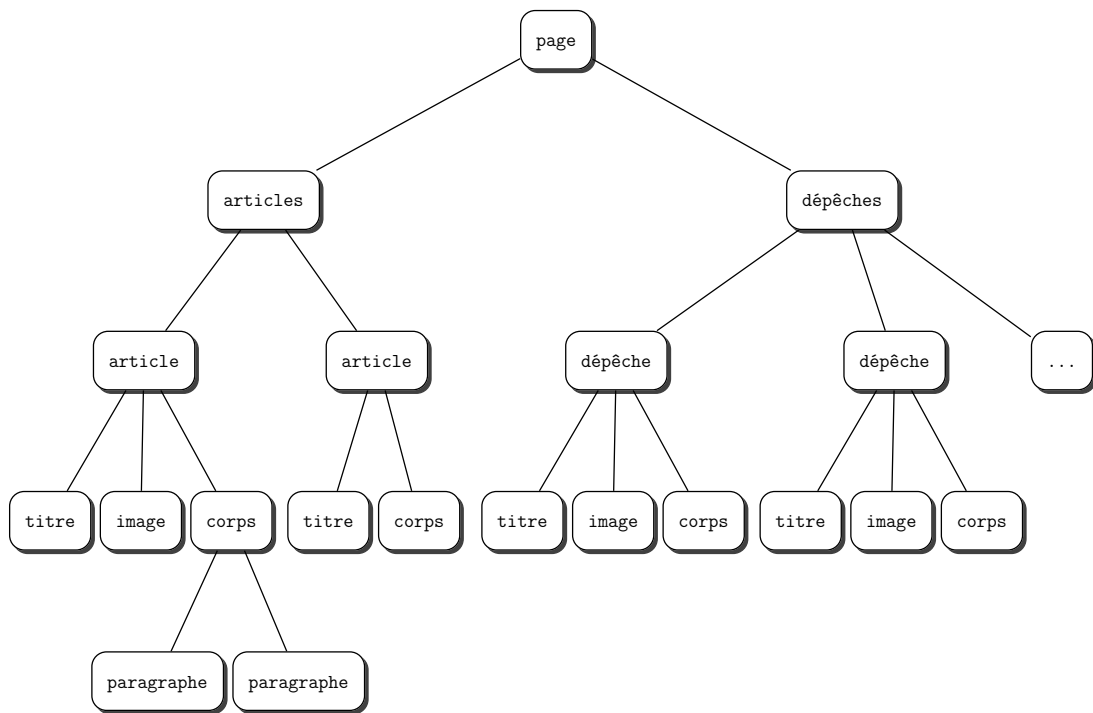 page
articles
dépêches
article
article
dépêche
dépêche
...
titre
image
corps
titre
corps
titre
image
corps
titre
image
corps
paragraphe
paragraphe